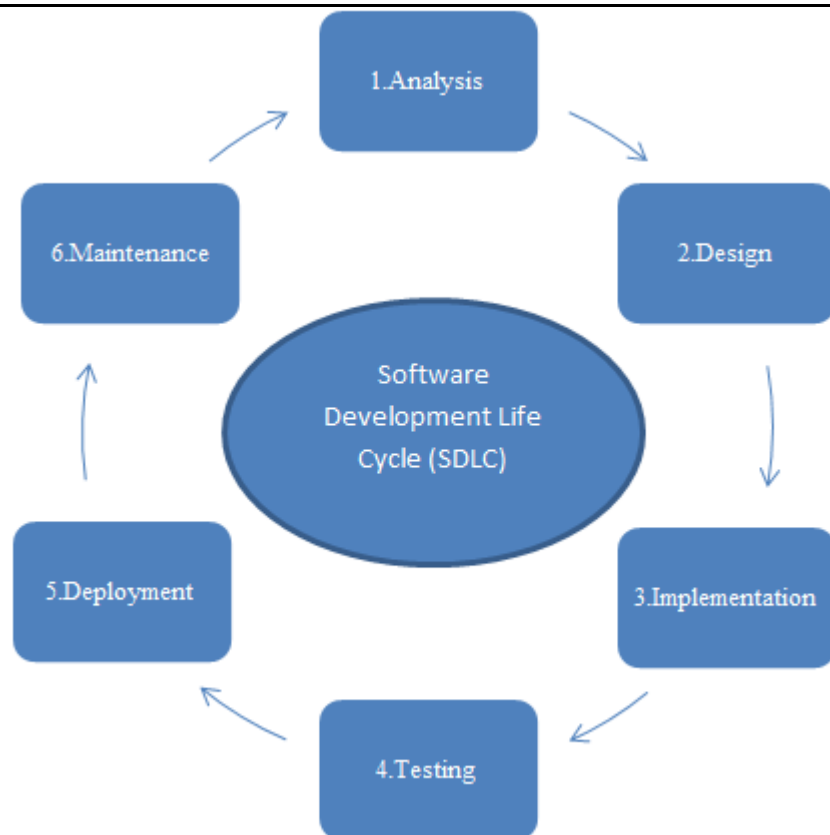 1.Analysis
2.Design
3.Implementation
4.Testing
5.Deployment
6.Maintenance
Software
Development Life
Cycle (SDLC)